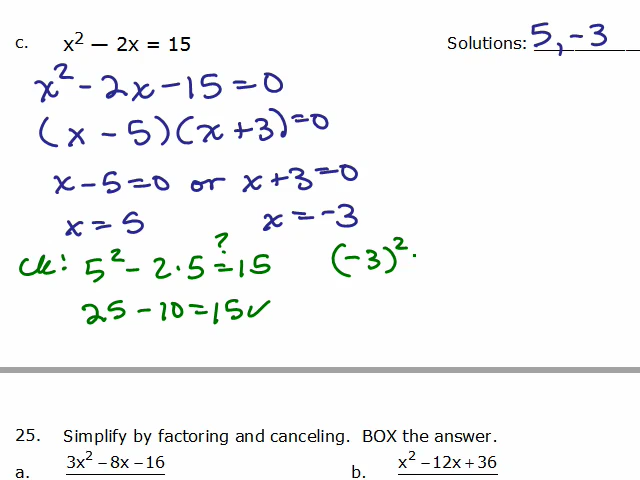 c. x² – 2x = 15 Solutions: 5, -3
x² - 2x - 15 = 0
(x - 5)(x + 3) = 0
x - 5 = 0 or x + 3 = 0
x = 5 x = -3
ck: 5² - 2 · 5 ≟ 15 (-3)² ·
25 - 10 = 15 ✓
25. Simplify by factoring and canceling. BOX the answer.
a. 3x² – 8x – 16 b. x² – 12x + 36